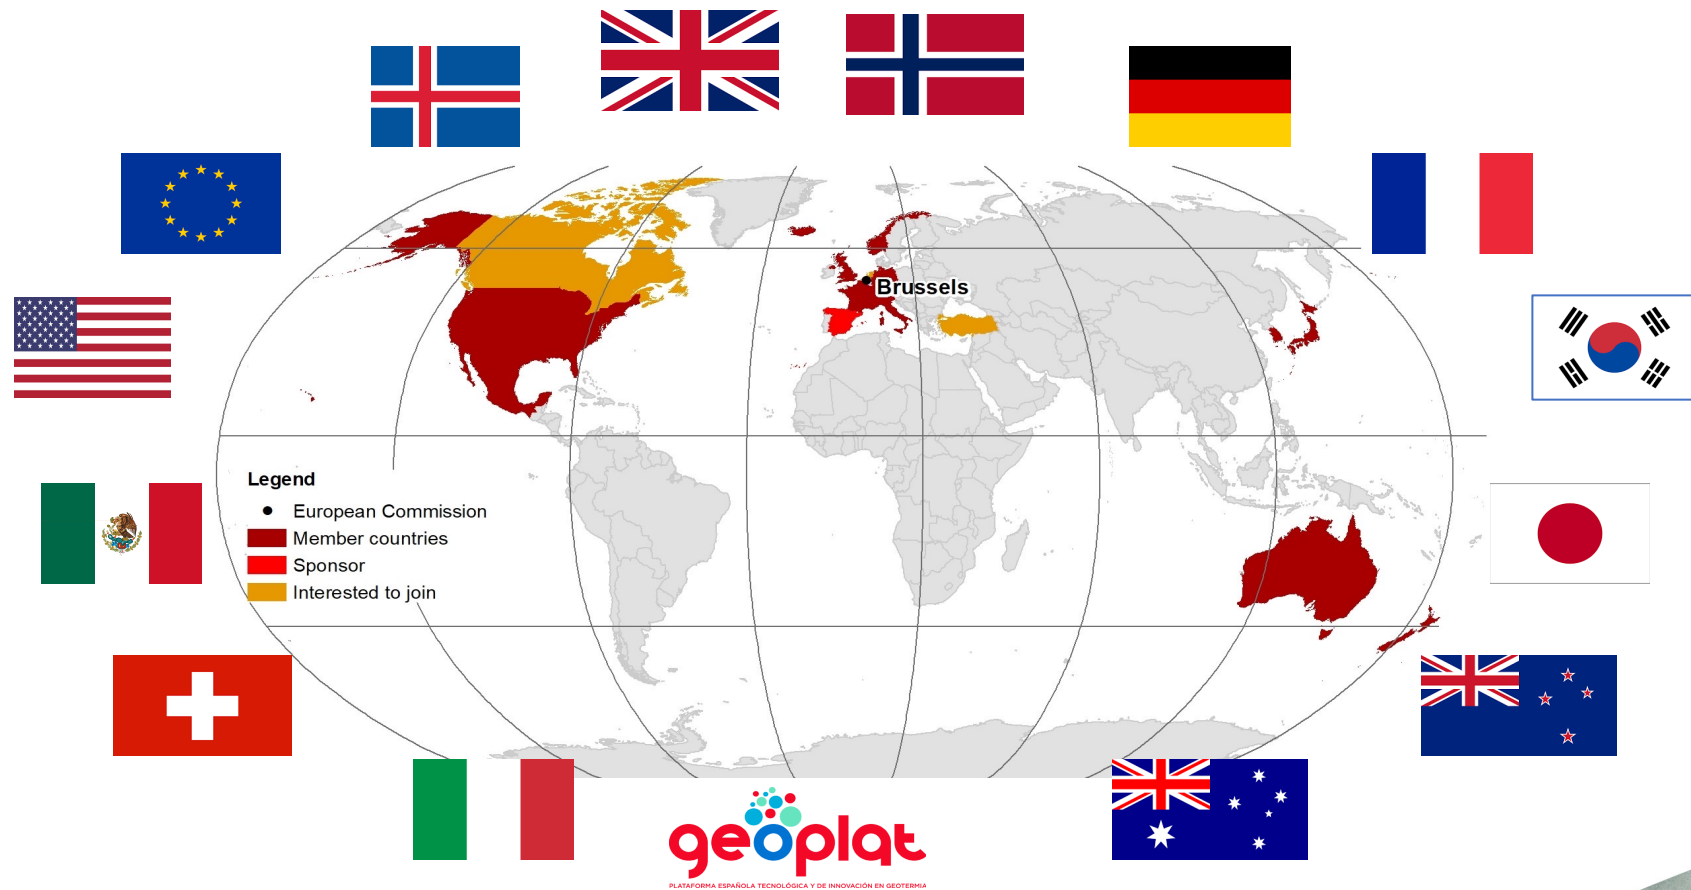 Brussels
Legend
European Commission
Member countries
Sponsor
Interested to join
geoplat
PLATAFORMA ESPAÑOLA TECNOLÓGICA Y DE INNOVACIÓN EN GEOTERMIA